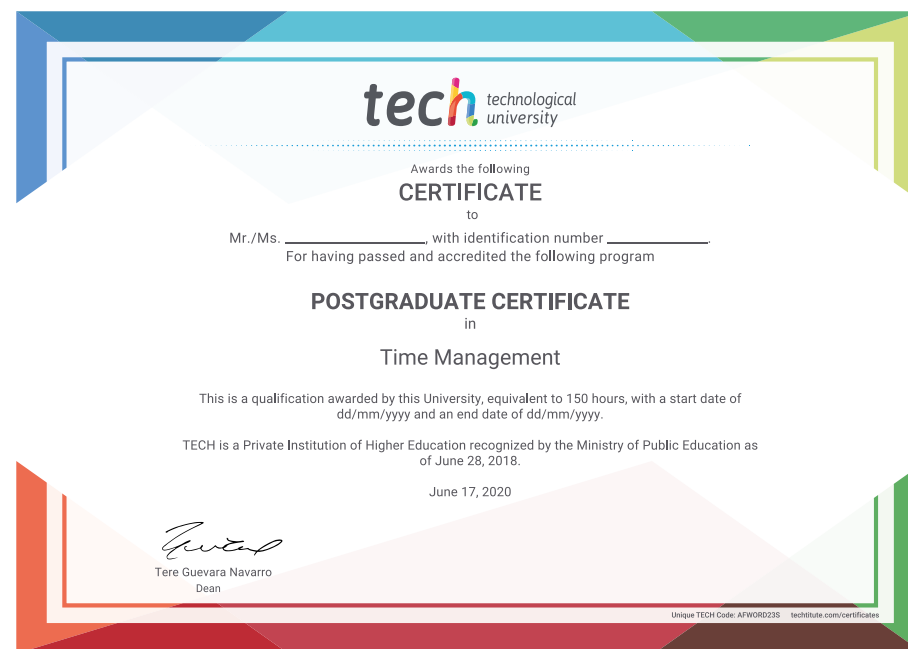 tech technological
university
Awards the following
CERTIFICATE
to
Mr./Ms. ____________________, with identification number ______________.
For having passed and accredited the following program
POSTGRADUATE CERTIFICATE
in
Time Management
This is a qualification awarded by this University, equivalent to 150 hours, with a start date of
dd/mm/yyyy and an end date of dd/mm/yyyy.
TECH is a Private Institution of Higher Education recognized by the Ministry of Public Education as
of June 28, 2018.
June 17, 2020
Tere Guevara Navarro
Dean
Unique TECH Code: AFWORD23S techtitute.com/certificates